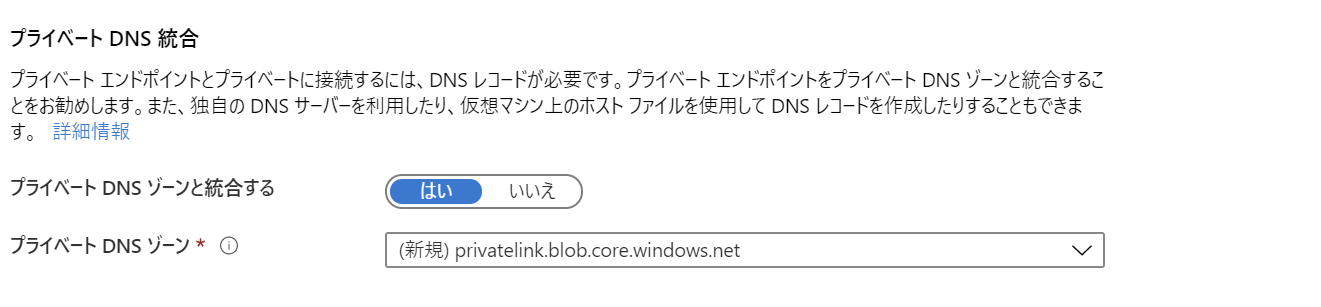 プライベート DNS 統合
プライベート エンドポイントとプライベートに接続するには、DNS レコードが必要です。プライベート エンドポイントをプライベート DNS ゾーンと統合するこ
とをお勧めします。また、独自の DNS サーバーを利用したり、仮想マシン上のホスト ファイルを使用して DNS レコードを作成したりすることもできま
す。 詳細情報
プライベート DNS ゾーンと統合する はい いいえ
プライベート DNS ゾーン * (新規) privatelink.blob.core.windows.net